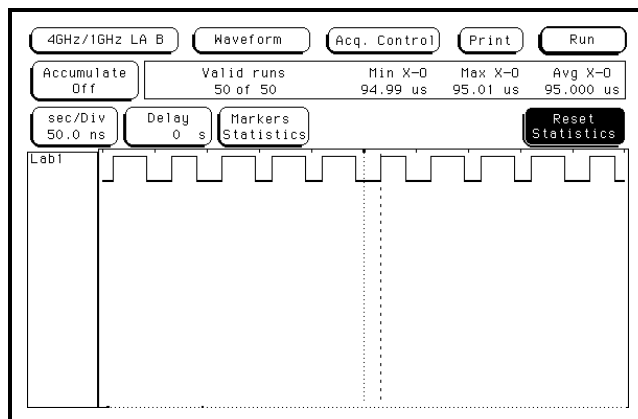 4GHz/1GHz LA B
Waveform
Acq. Control
Print
Run
Accumulate
Off
Valid runs
50 of 50
Min X-O
94.99 us
Max X-O
95.01 us
Avg X-O
95.000 us
sec/Div
50.0 ns
Delay
0 s
Markers
Statistics
Reset
Statistics
Lab1